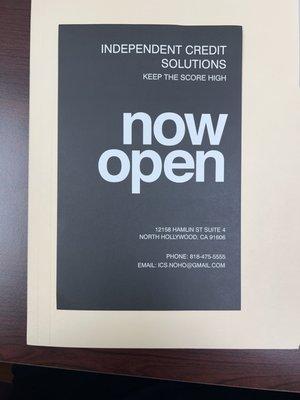 INDEPENDENT CREDIT
SOLUTIONS
KEEP THE SCORE HIGH
now
open
12158 HAMLIN ST SUITE 4
NORTH HOLLYWOOD, CA 91606
PHONE: 818-475-5555
EMAIL: ICS.NOHO@GMAIL.COM